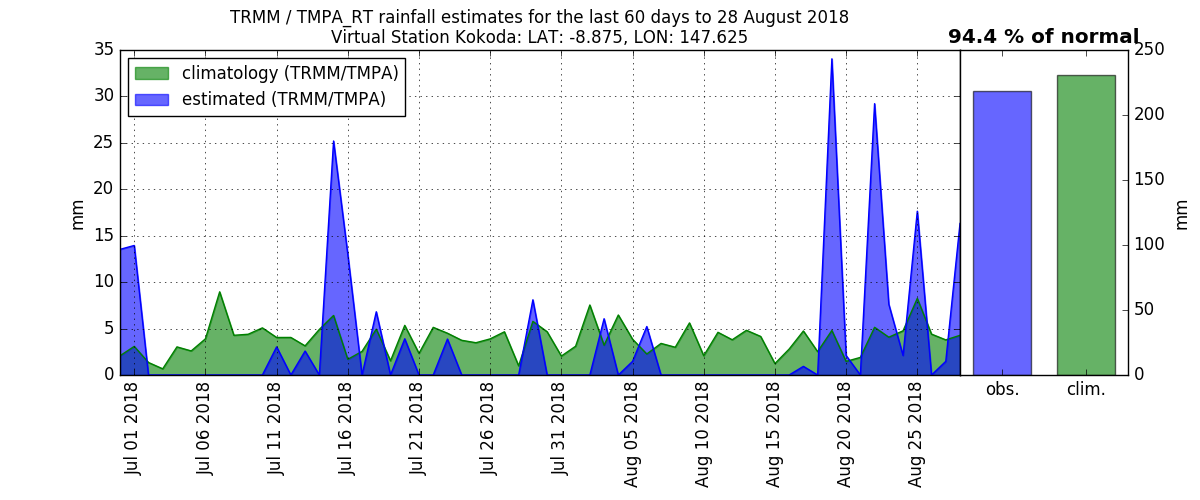 TRMM / TMPA_RT rainfall estimates for the last 60 days to 28 August 2018
Virtual Station Kokoda: LAT: -8.875, LON: 147.625
94.4 % of normal
climatology (TRMM/TMPA)
estimated (TRMM/TMPA)
35
30
25
20
15
10
5
0
mm
Jul 01 2018
Jul 06 2018
Jul 11 2018
Jul 16 2018
Jul 21 2018
Jul 26 2018
Jul 31 2018
Aug 05 2018
Aug 10 2018
Aug 15 2018
Aug 20 2018
Aug 25 2018
250
200
150
100
50
0
mm
obs.
clim.